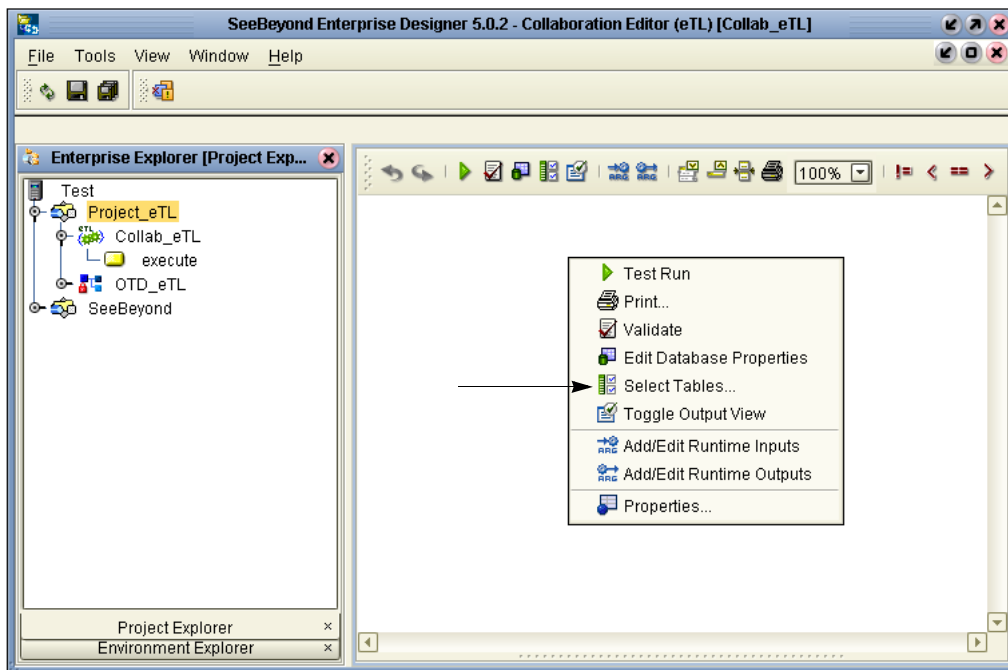 SeeBeyond Enterprise Designer 5.0.2 - Collaboration Editor (eTL) [Collab_eTL]
File Tools View Window Help
Enterprise Explorer [Project Exp...
Test
Project_eTL
Collab_eTL
execute
OTD_eTL
SeeBeyond
Project Explorer
Environment Explorer
100%
Test Run
Print...
Validate
Edit Database Properties
Select Tables...
Toggle Output View
Add/Edit Runtime Inputs
Add/Edit Runtime Outputs
Properties...